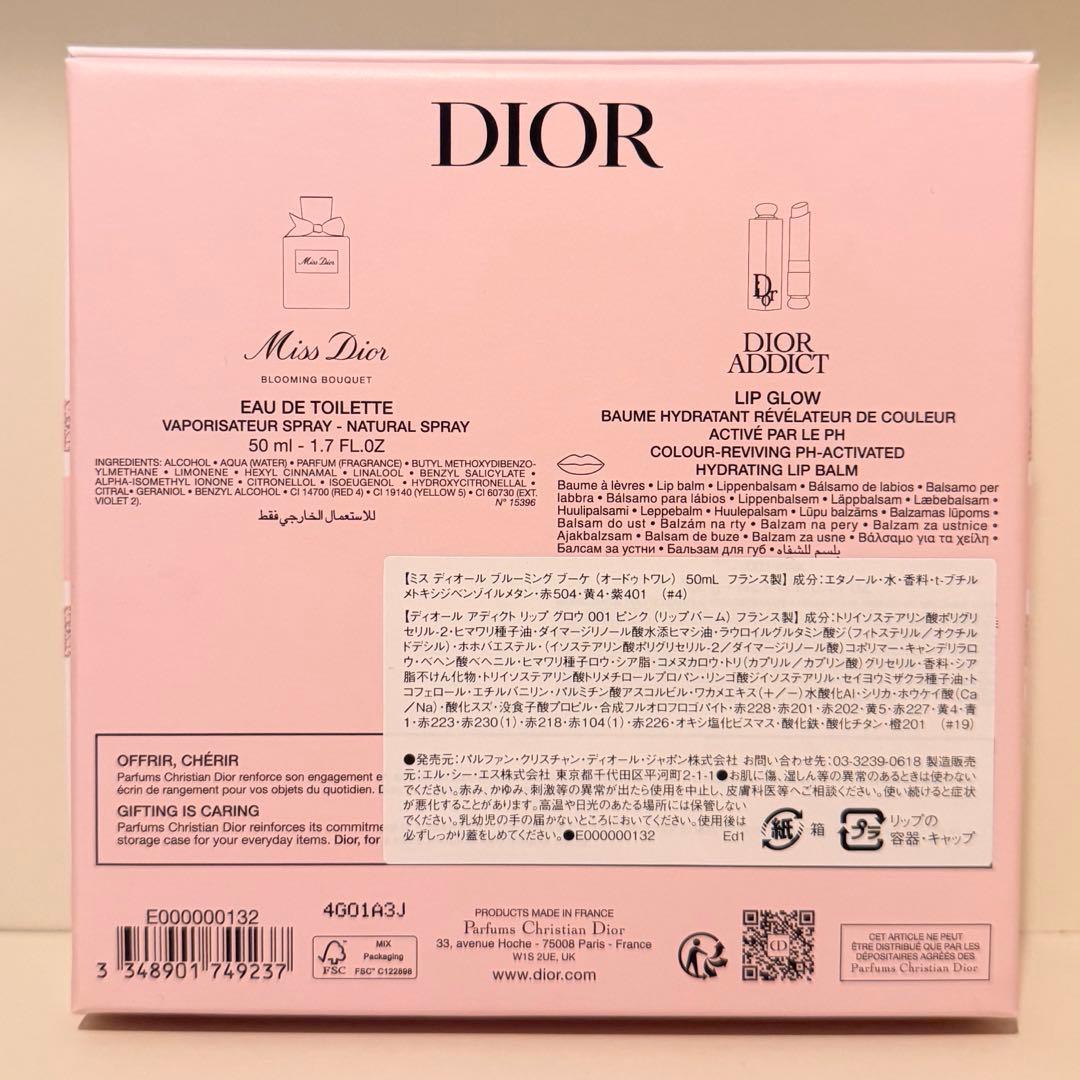 DIOR
Miss Dior
Miss Dior
BLOOMING BOUQUET
EAU DE TOILETTE
VAPORISATEUR SPRAY - NATURAL SPRAY
50 ml - 1.7 FL.OZ
INGREDIENTS: ALCOHOL • AQUA (WATER) • PARFUM (FRAGRANCE) • BUTYL METHOXYDIBENZO-
YLMETHANE • LIMONENE • HEXYL CINNAMAL • LINALOOL • BENZYL SALICYLATE •
ALPHA-ISOMETHYL IONONE • CITRONELLOL • ISOEUGENOL • HYDROXYCITRONELLAL •
CITRAL • GERANIOL • BENZYL ALCOHOL • CI 14700 (RED 4) • CI 19140 (YELLOW 5) • CI 60730 (EXT.
VIOLET 2).
N° 15396
للاستعمال الخارجي فقط
Dior
DIOR
ADDICT
LIP GLOW
BAUME HYDRATANT RÉVÉLATEUR DE COULEUR
ACTIVÉ PAR LE PH
COLOUR-REVIVING PH-ACTIVATED
HYDRATING LIP BALM
Baume à lèvres • Lip balm • Lippenbalsam • Bálsamo de labios • Balsamo per
labbra • Bálsamo para lábios • Lippenbalsem • Läppbalsam • Læbebalsam •
Huulipalsami • Leppebalm • Huulepalsam • Lūpu balzāms • Balzamas lūpoms •
Balsam do ust • Balzám na rty • Balzam na pery • Balzam za ustnice •
Ajakbalzsam • Balsam de buze • Balzam za usne • Βάλσαμο για τα χείλη •
Балсам за устни • Бальзам для губ • بلسم للشفاه
【ミス ディオール ブルーミング ブーケ (オードゥ トワレ) 50mL フランス製】成分:エタノール・水・香料・t-ブチル
メトキシジベンゾイルメタン・赤504・黄4・紫401 (#4)
【ディオール アディクト リップ グロウ 001 ピンク (リップバーム) フランス製】成分:トリイソステアリン酸ポリグリ
セリル-2・ヒマワリ種子油・ダイマージリノール酸水添ヒマシ油・ラウロイルグルタミン酸ジ(フィトステリル/オクチル
ドデシル)・ホホバエステル・(イソステアリン酸ポリグリセリル-2/ダイマージリノール酸)コポリマー・キャンデリラロ
ウ・ベヘン酸ベヘニル・ヒマワリ種子ロウ・シア脂・コメヌカロウ・トリ(カプリル/カプリン酸)グリセリル・香料・シア
脂不けん化物・トリイソステアリン酸トリメチロールプロパン・リンゴ酸ジイソステアリル・セイヨウミザクラ種子油・ト
コフェロール・エチルバニリン・パルミチン酸アスコルビル・ワカメエキス(+/-)水酸化Al・シリカ・ホウケイ酸(Ca
/Na)・酸化スズ・没食子酸プロピル・合成フルオロフロゴパイト・赤228・赤201・赤202・黄5・赤227・黄4・青
1・赤223・赤230(1)・赤218・赤104(1)・赤226・オキシ塩化ビスマス・酸化鉄・酸化チタン・橙201 (#19)
●発売元:パルファン・クリスチャン・ディオール・ジャポン株式会社 お問い合わせ先:03-3239-0618 製造販売
元:エル・シー・エス株式会社 東京都千代田区平河町2-1-1●お肌に傷、湿しん等の異常のあるときは使わない
でください。赤み、かゆみ、刺激等の異常が出たら使用を中止し、皮膚科医等へご相談ください。使い続けると症状
が悪化することがあります。高温や日光のあたる場所には保管しない
でください。乳幼児の手の届かないところにおいてください。使用後は
必ずしっかり蓋をしめてください。●E000000132 Ed1
紙 箱
プラ リップの
容器・キャップ
OFFRIR, CHÉRIR
Parfums Christian Dior renforce son engagement e
écrin de rangement pour vos objets du quotidien. D
GIFTING IS CARING
Parfums Christian Dior reinforces its commitme
storage case for your everyday items. Dior, for
E000000132
3 348901 749237
4G01A3J
FSC
MIX
Packaging
FSC® C122898
PRODUCTS MADE IN FRANCE
Parfums Christian Dior
33, avenue Hoche - 75008 Paris - France
W1S 2UE, UK
www.dior.com
CD
CET ARTICLE NE PEUT
ÊTRE DISTRIBUÉ QUE PAR LES
DÉPOSITAIRES AGRÉÉS DES
Parfums Christian Dior